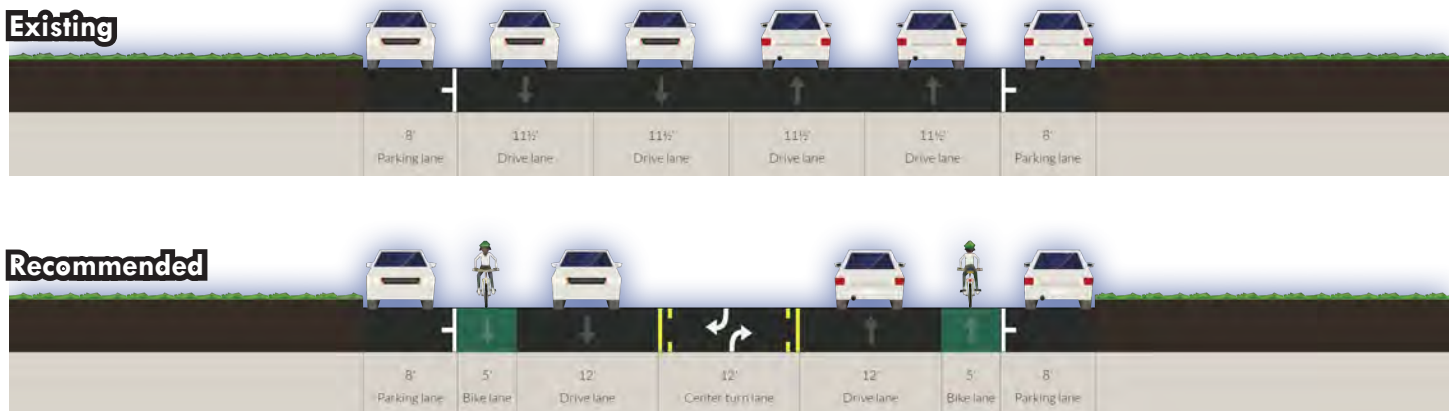 Existing
8' 11½' 11½' 11½' 11½' 8'
Parking lane Drive lane Drive lane Drive lane Drive lane Parking lane
Recommended
8' 5' 12' 12' 12' 5' 8'
Parking lane Bike lane Drive lane Center turn lane Drive lane Bike lane Parking lane